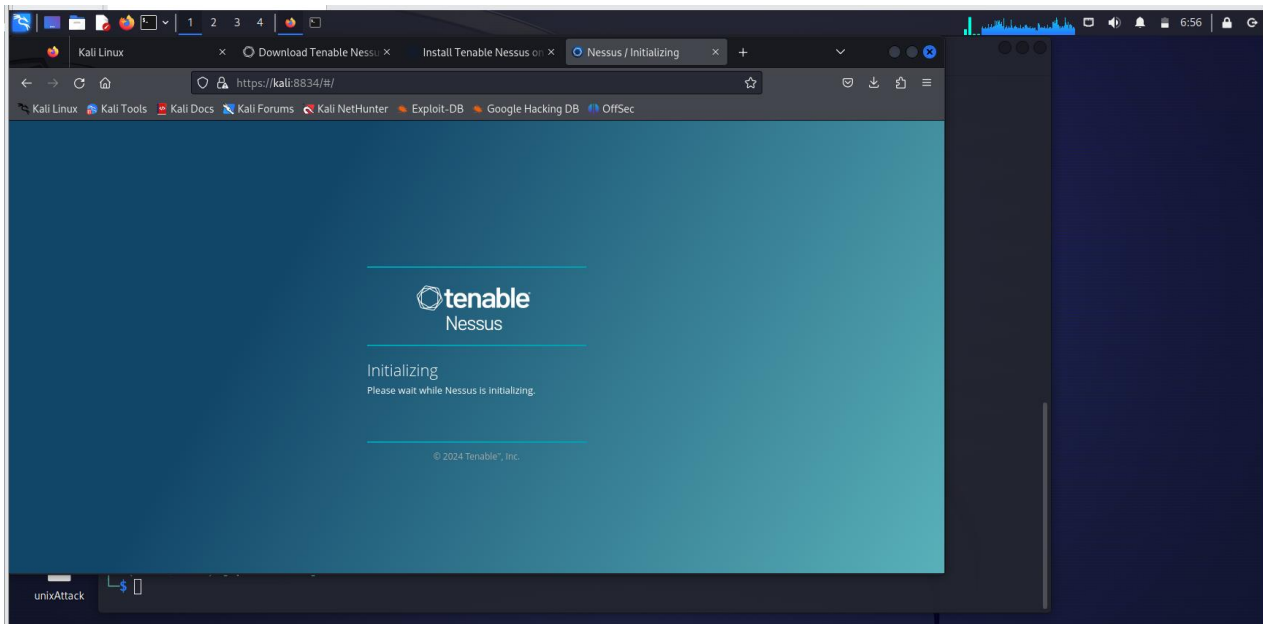 1 2 3 4
6:56
Kali Linux
Download Tenable Nessu
Install Tenable Nessus on
Nessus / Initializing
https://kali:8834/#/
Kali Linux Kali Tools Kali Docs Kali Forums Kali NetHunter Exploit-DB Google Hacking DB OffSec
tenable
Nessus
Initializing
Please wait while Nessus is initializing.
© 2024 Tenable™, Inc.
$
unixAttack